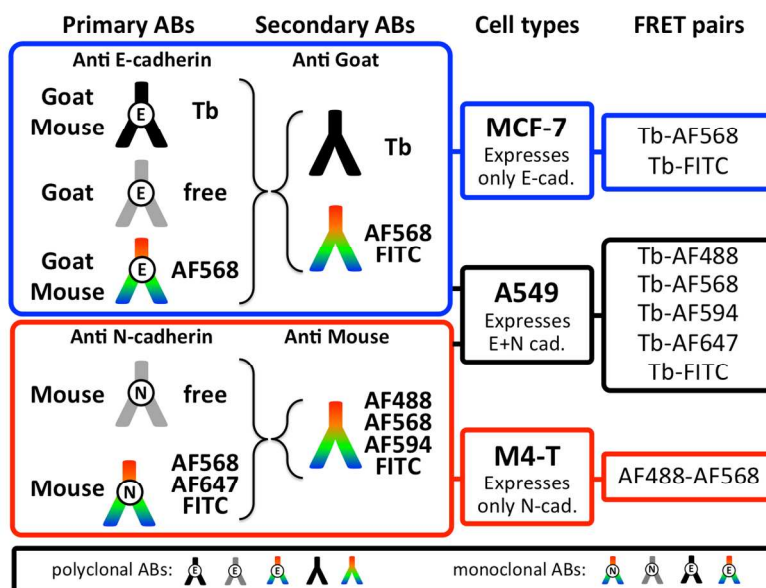 Primary ABs Secondary ABs Cell types FRET pairs
Anti E-cadherin Anti Goat
Goat
Mouse
E
Tb
Goat
E
free
Goat
Mouse
E
AF568
Tb
AF568
FITC
MCF-7
Expresses
only E-cad.
Tb-AF568
Tb-FITC
A549
Expresses
E+N cad.
Tb-AF488
Tb-AF568
Tb-AF594
Tb-AF647
Tb-FITC
Anti N-cadherin Anti Mouse
Mouse
N
free
Mouse
N
AF568
AF647
FITC
AF488
AF568
AF594
FITC
M4-T
Expresses
only N-cad.
AF488-AF568
polyclonal ABs: E E E monoclonal ABs: N N E E